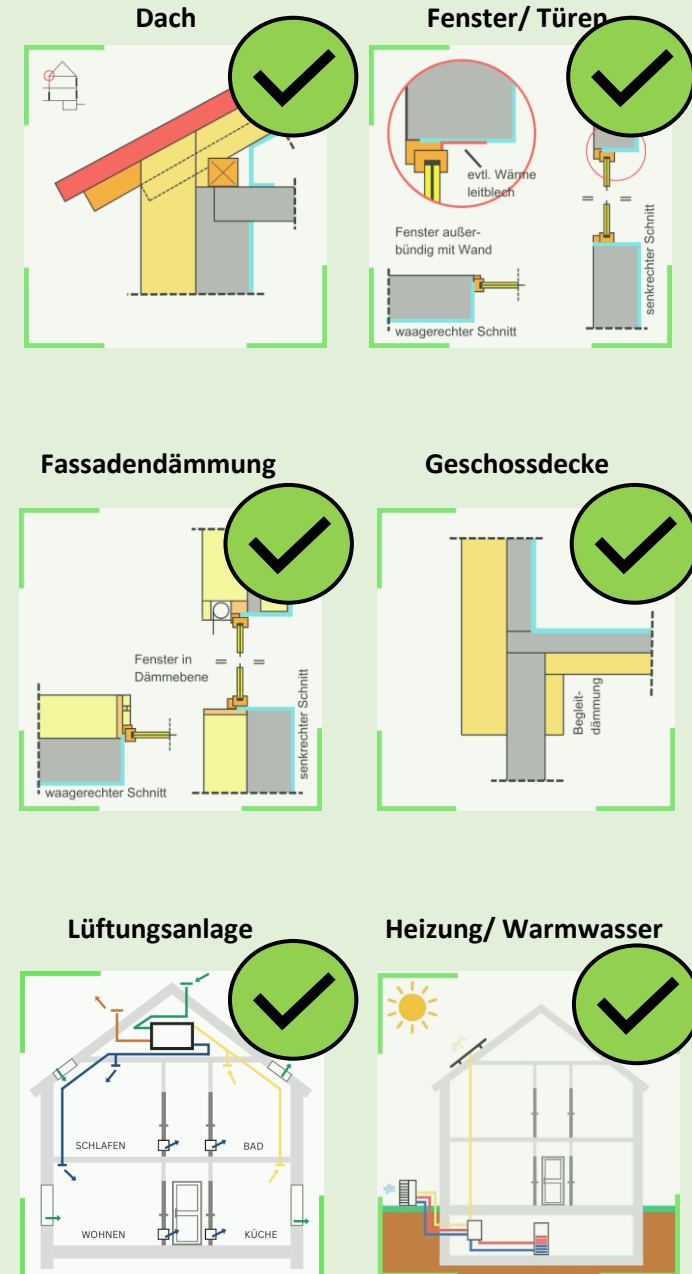 Dach
Fenster/ Türen
evtl. Wärme
leitblech
Fenster außer-
bündig mit Wand
senkrechter Schnitt
waagerechter Schnitt
Fassadendämmung
Geschossdecke
Fenster in
Dämmebene
senkrechter Schnitt
waagerechter Schnitt
Begleit-
dämmung
Lüftungsanlage
Heizung/ Warmwasser
SCHLAFEN
BAD
WOHNEN
KÜCHE